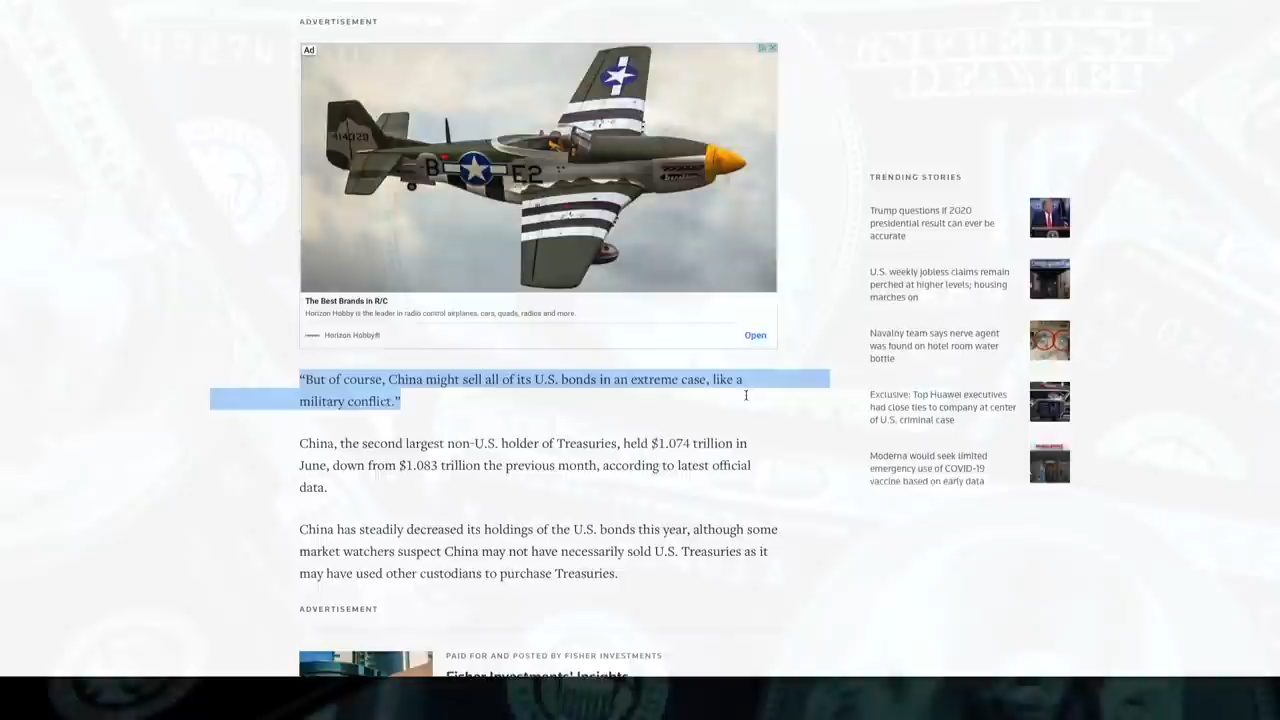 ADVERTISEMENT
Ad
414020
B
E2
The Best Brands in R/C
Horizon Hobby is the leader in radio control airplanes, cars, quads, radios and more.
Horizon Hobby®
Open
“But of course, China might sell all of its U.S. bonds in an extreme case, like a
military conflict.”
China, the second largest non-U.S. holder of Treasuries, held $1.074 trillion in
June, down from $1.083 trillion the previous month, according to latest official
data.
China has steadily decreased its holdings of the U.S. bonds this year, although some
market watchers suspect China may not have necessarily sold U.S. Treasuries as it
may have used other custodians to purchase Treasuries.
ADVERTISEMENT
PAID FOR AND POSTED BY FISHER INVESTMENTS
Fisher Investments' Insights
TRENDING STORIES
Trump questions if 2020
presidential result can ever be
accurate
U.S. weekly jobless claims remain
perched at higher levels; housing
marches on
Navalny team says nerve agent
was found on hotel room water
bottle
Exclusive: Top Huawei executives
had close ties to company at center
of U.S. criminal case
Moderna would seek limited
emergency use of COVID-19
vaccine based on early data